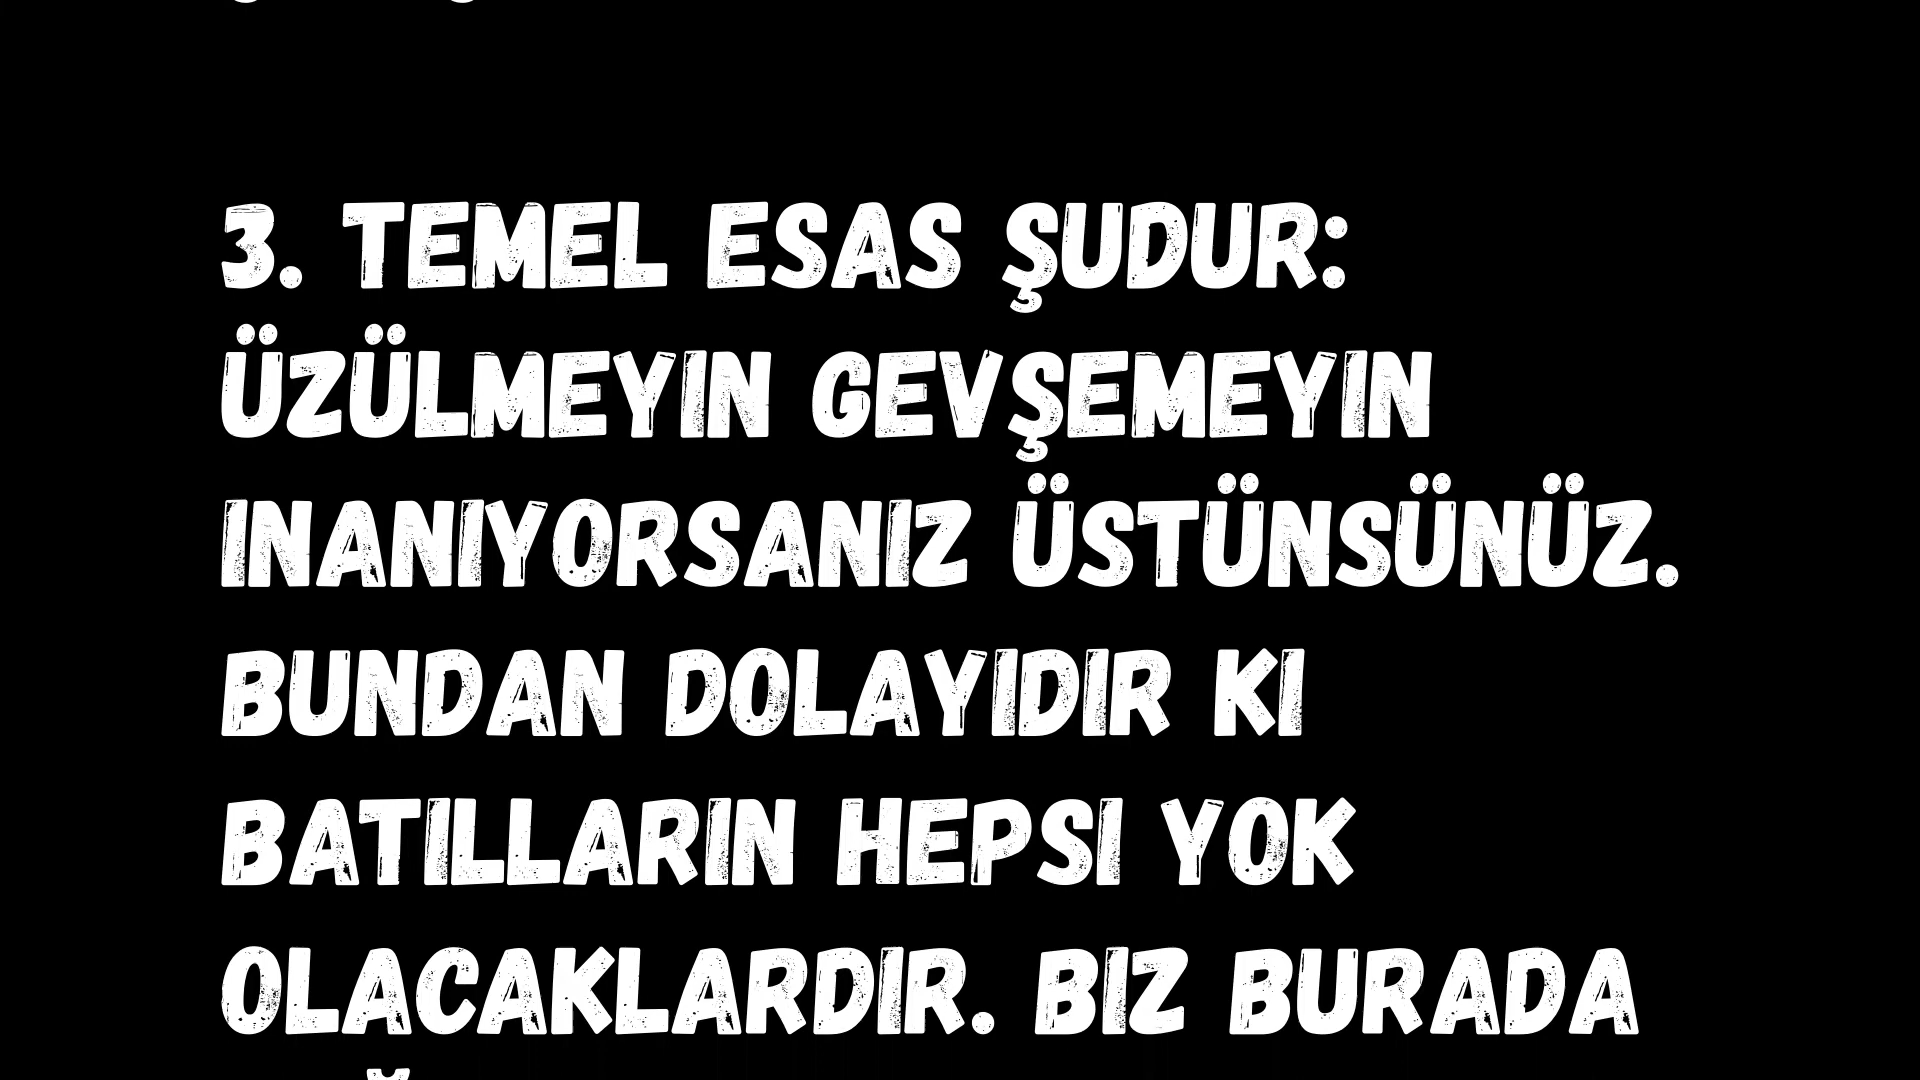 3. TEMEL ESAS ŞUDUR:
ÜZÜLMEYIN GEVŞEMEYIN
INANIYORSANIZ ÜSTÜNSÜNÜZ.
BUNDAN DOLAYIDIR KI
BATILLARIN HEPSI YOK
OLACAKLARDIR. BIZ BURADA